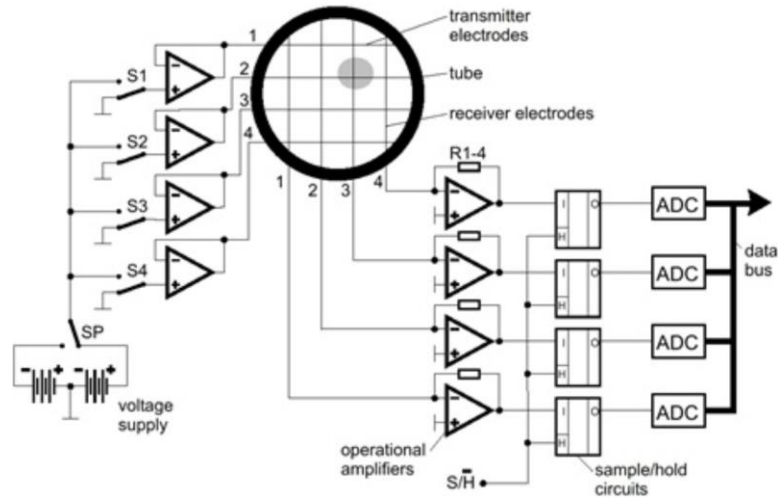 transmitter
electrodes
1
S1
2
tube
3
S2
receiver electrodes
4
R1-4
S3
1
2
3
4
I
O
ADC
H
S4
data
bus
I
O
ADC
H
SP
I
O
ADC
H
voltage
supply
I
O
ADC
operational
amplifiers
H
S/H̅
sample/hold
circuits